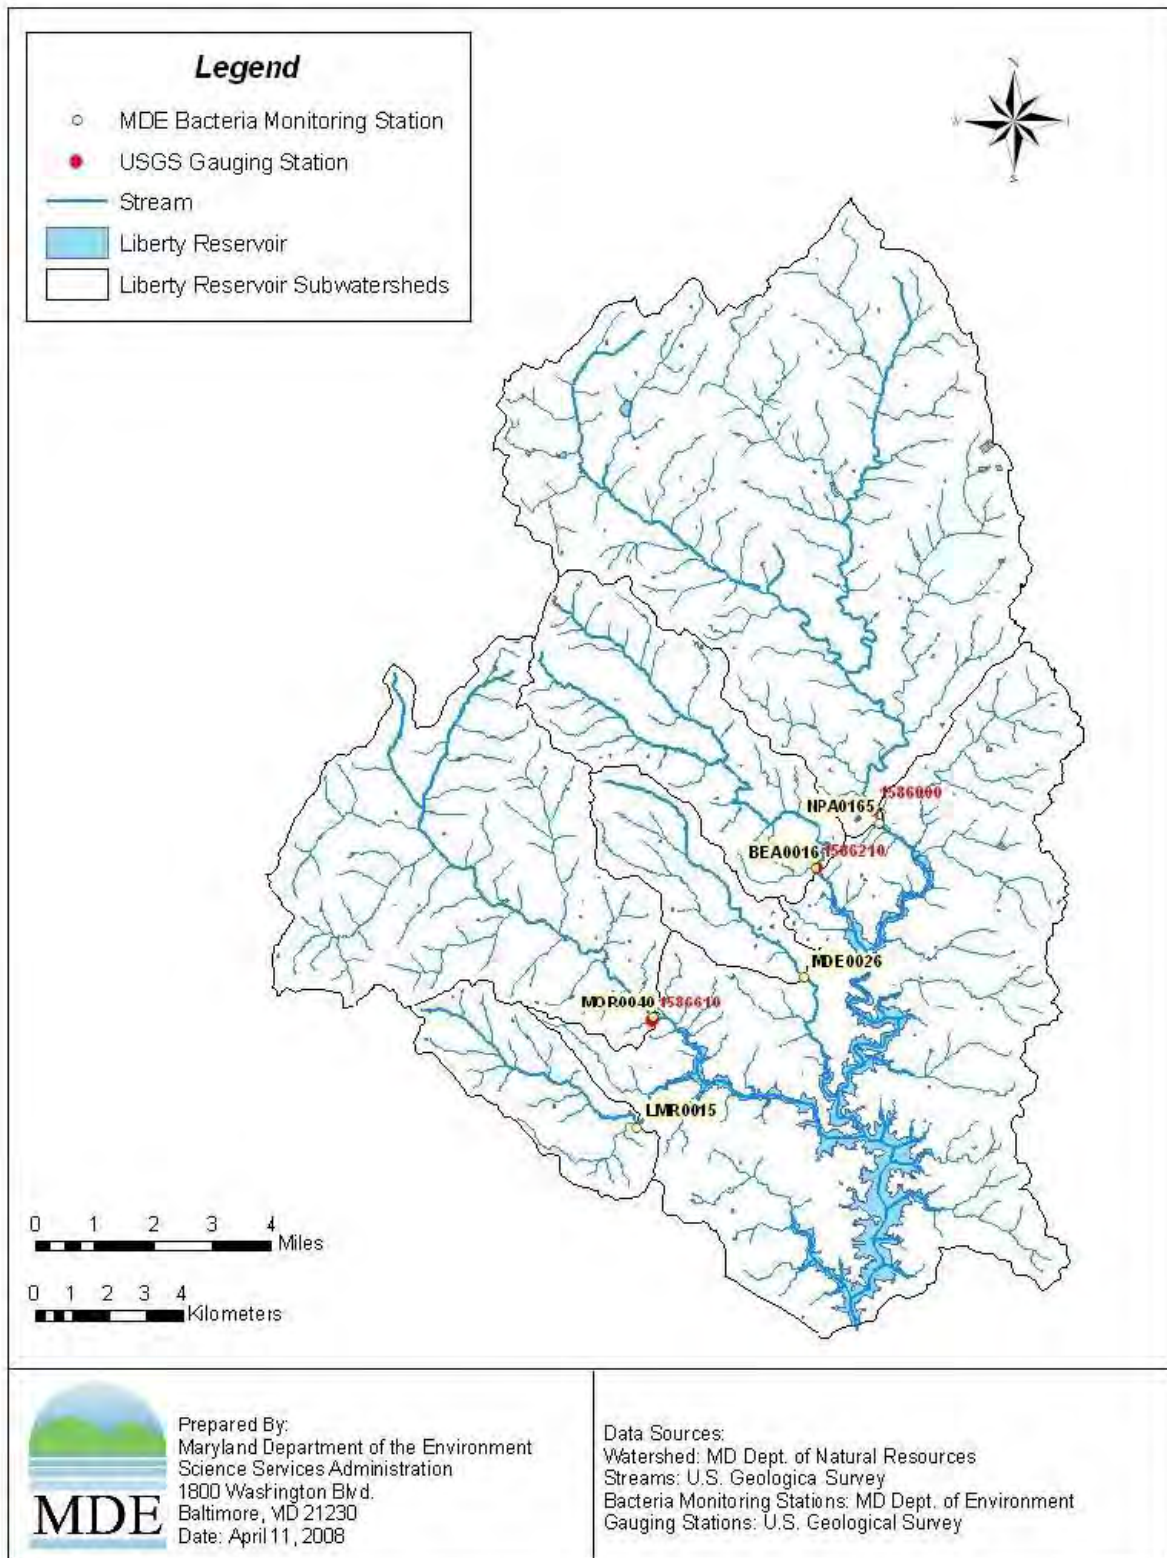 Legend
MDE Bacteria Monitoring Station
USGS Gauging Station
Stream
Liberty Reservoir
Liberty Reservoir Subwatersheds
N
S
NPA0165
1586000
BEA0016
1586210
MDE0026
MOR0040
1586610
LMR0015
0 1 2 3 4
Miles
0 1 2 3 4
Kilometers
MDE
Prepared By:
Maryland Department of the Environment
Science Services Administration
1800 Washington Blvd.
Baltimore, MD 21230
Date: April 11, 2008
Data Sources:
Watershed: MD Dept. of Natural Resources
Streams: U.S. Geologica Survey
Bacteria Monitoring Stations: MD Dept. of Environment
Gauging Stations: U.S. Geological Survey